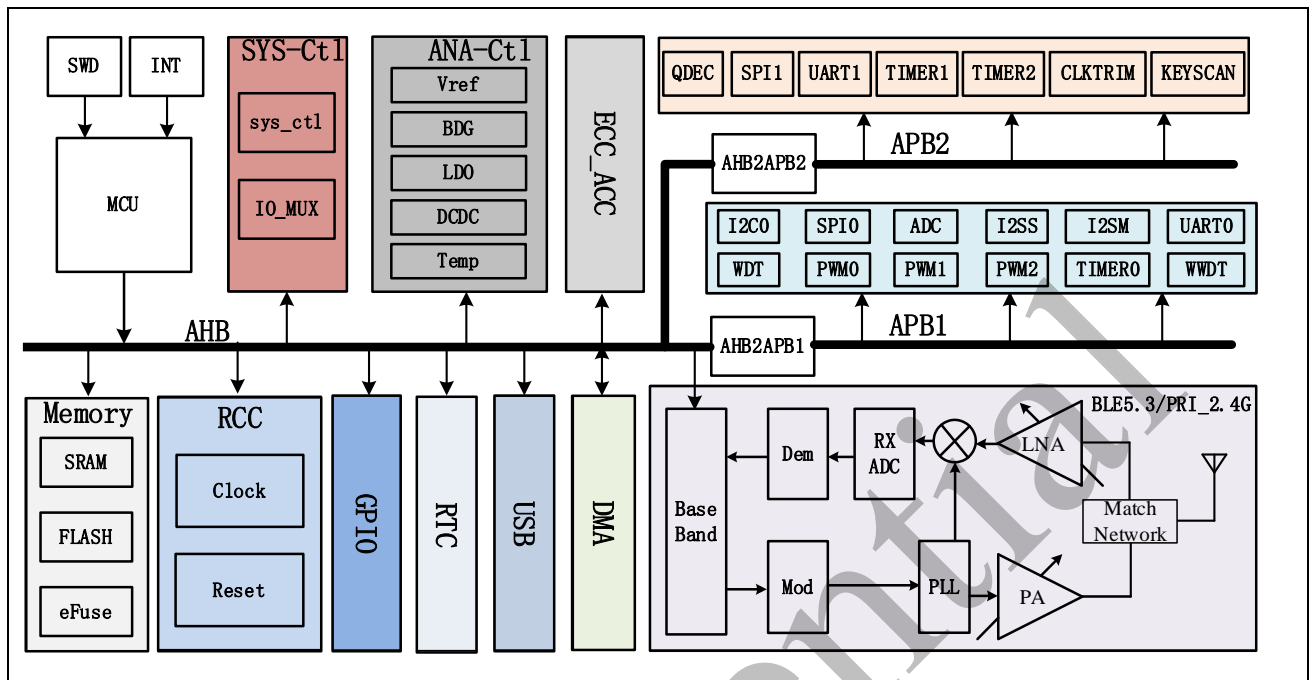 SWD
INT
MCU
SYS-Ctl
sys_ctl
IO_MUX
ANA-Ctl
Vref
BDG
LDO
DCDC
Temp
ECC_ACC
QDEC
SPI1
UART1
TIMER1
TIMER2
CLKTRIM
KEYSCAN
AHB2APB2
APB2
I2C0
SPI0
ADC
I2SS
I2SM
UART0
WDT
PWM0
PWM1
PWM2
TIMER0
WWDT
AHB
AHB2APB1
APB1
Memory
SRAM
FLASH
eFuse
RCC
Clock
Reset
GPIO
RTC
USB
DMA
BLE5.3/PRI_2.4G
Base
Band
Dem
RX
ADC
LNA
Match
Network
Mod
PLL
PA
ential